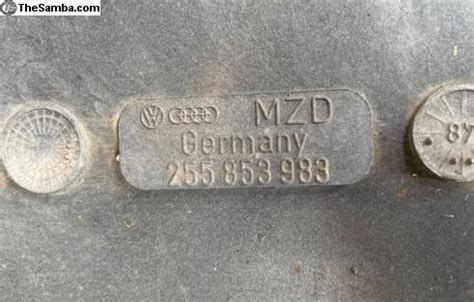 TheSamba.com
MZD
Germany
255 853 983
87